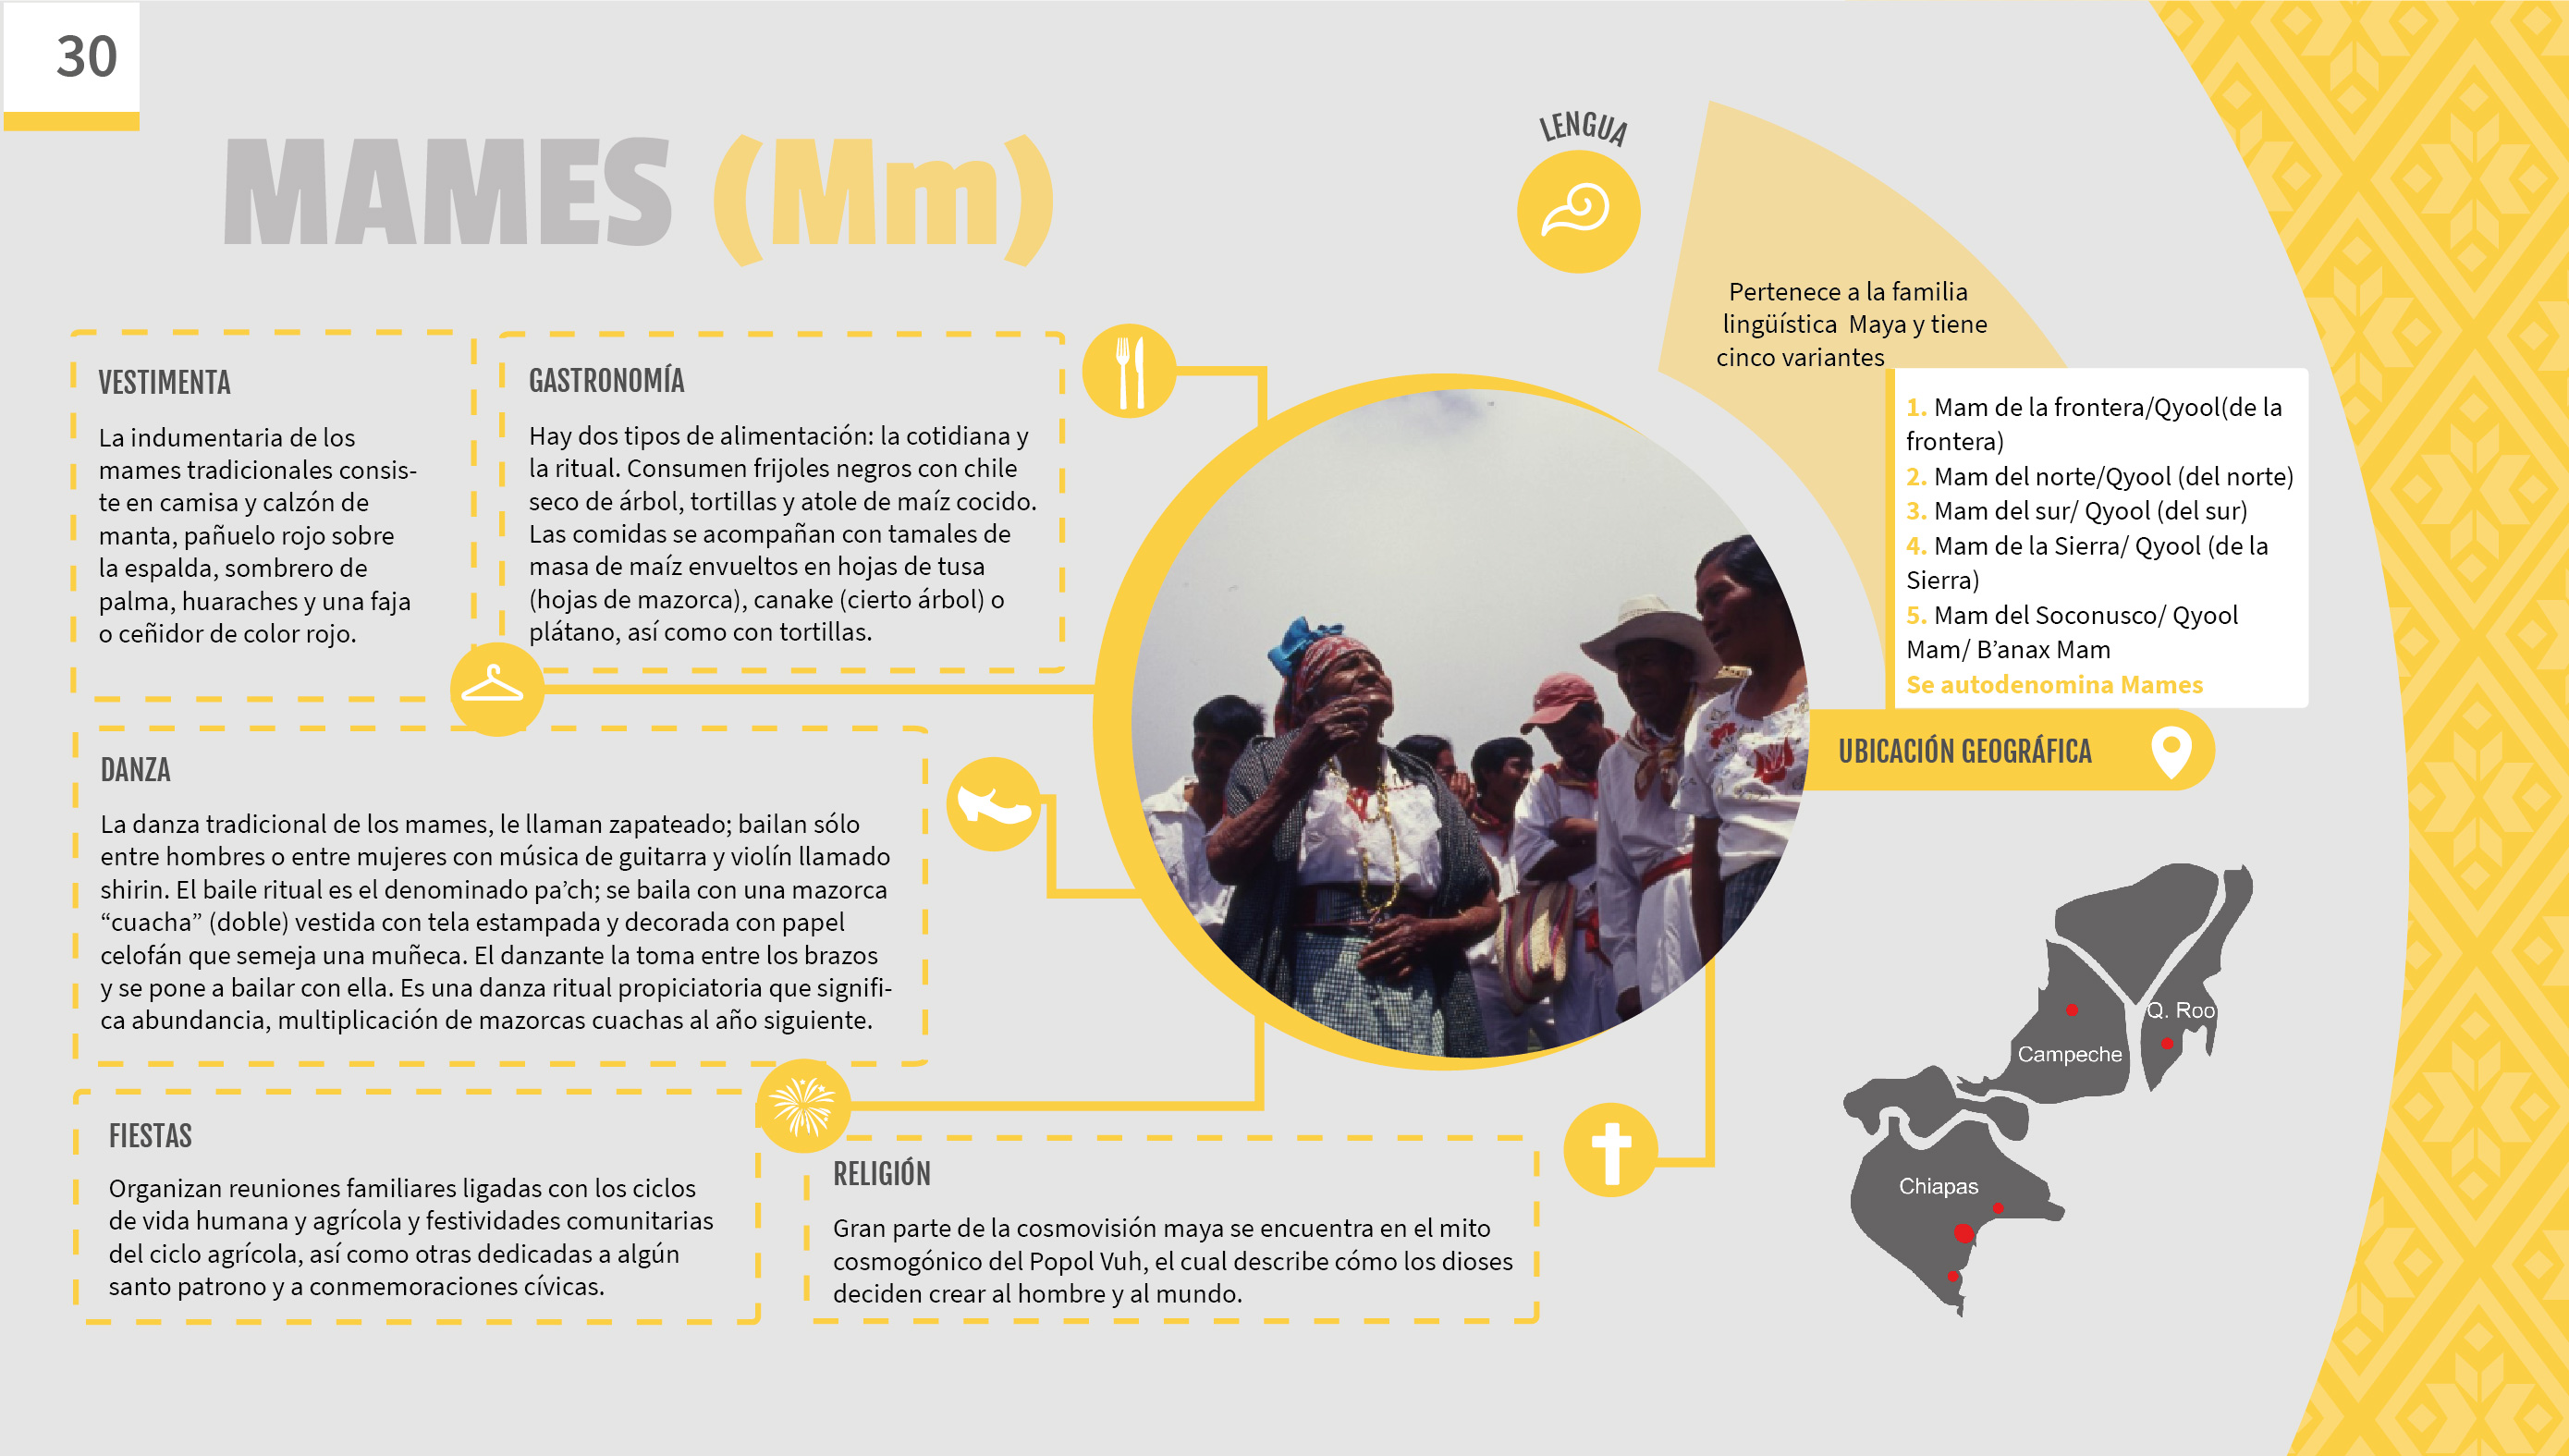 30
MAMES (Mm)
LENGUA
Pertenece a la familia
lingüística Maya y tiene
cinco variantes
1. Mam de la frontera/Qyool(de la
frontera)
2. Mam del norte/Qyool (del norte)
3. Mam del sur/ Qyool (del sur)
4. Mam de la Sierra/ Qyool (de la
Sierra)
5. Mam del Soconusco/ Qyool
Mam/ B’anax Mam
Se autodenomina Mames
VESTIMENTA
La indumentaria de los
mames tradicionales consis-
te en camisa y calzón de
manta, pañuelo rojo sobre
la espalda, sombrero de
palma, huaraches y una faja
o ceñidor de color rojo.
GASTRONOMÍA
Hay dos tipos de alimentación: la cotidiana y
la ritual. Consumen frijoles negros con chile
seco de árbol, tortillas y atole de maíz cocido.
Las comidas se acompañan con tamales de
masa de maíz envueltos en hojas de tusa
(hojas de mazorca), canake (cierto árbol) o
plátano, así como con tortillas.
DANZA
La danza tradicional de los mames, le llaman zapateado; bailan sólo
entre hombres o entre mujeres con música de guitarra y violín llamado
shirin. El baile ritual es el denominado pa’ch; se baila con una mazorca
“cuacha” (doble) vestida con tela estampada y decorada con papel
celofán que semeja una muñeca. El danzante la toma entre los brazos
y se pone a bailar con ella. Es una danza ritual propiciatoria que signifi-
ca abundancia, multiplicación de mazorcas cuachas al año siguiente.
FIESTAS
Organizan reuniones familiares ligadas con los ciclos
de vida humana y agrícola y festividades comunitarias
del ciclo agrícola, así como otras dedicadas a algún
santo patrono y a conmemoraciones cívicas.
RELIGIÓN
Gran parte de la cosmovisión maya se encuentra en el mito
cosmogónico del Popol Vuh, el cual describe cómo los dioses
deciden crear al hombre y al mundo.
UBICACIÓN GEOGRÁFICA
Q. Roo
Campeche
Chiapas